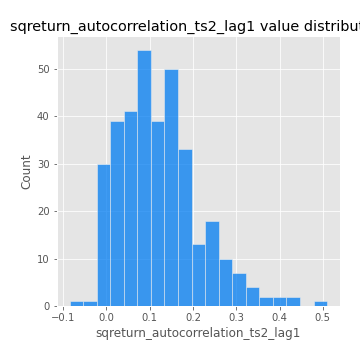 sqreturn_autocorrelation_ts2_lag1 value distribut
50
40
30
20
10
0
Count
−0.1 0.0 0.1 0.2 0.3 0.4 0.5
sqreturn_autocorrelation_ts2_lag1